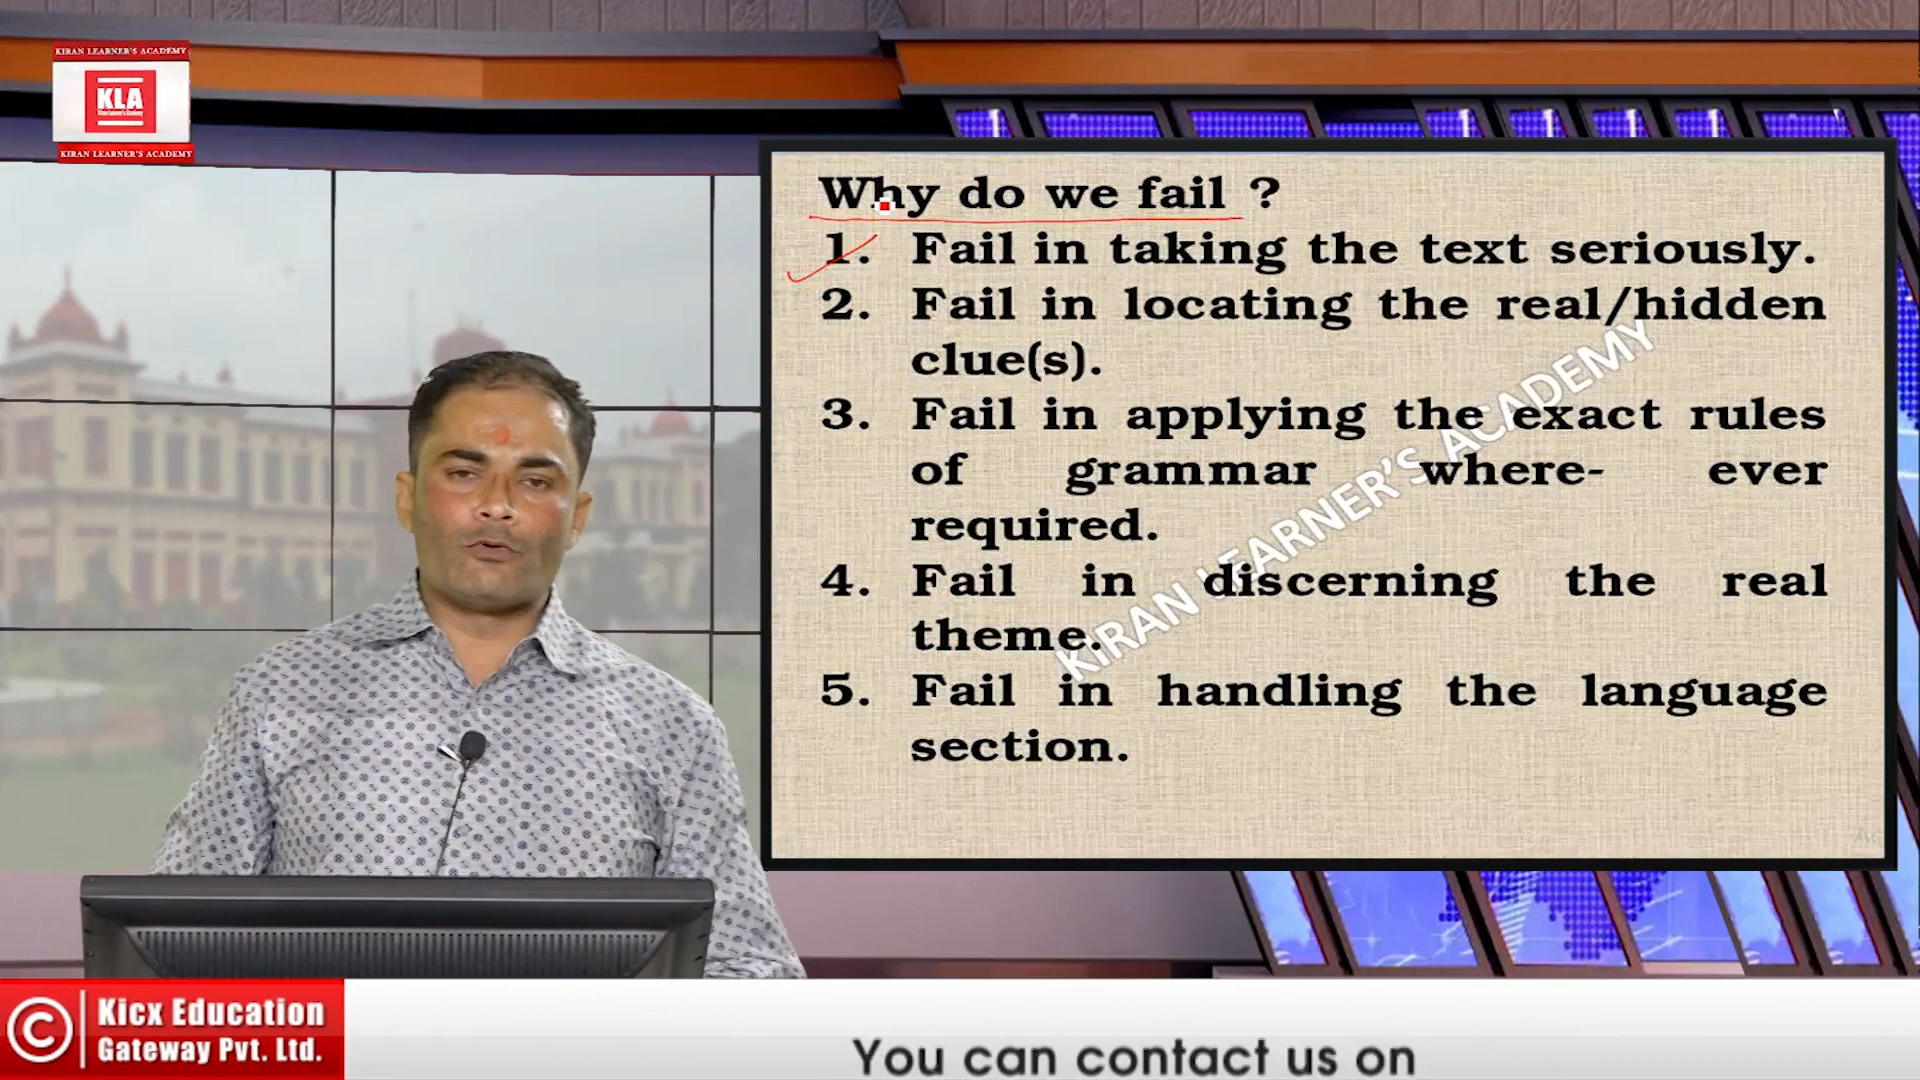 KIRAN LEARNER'S ACADEMY
KLA
KIRAN LEARNER'S ACADEMY
Why do we fail ?
1. Fail in taking the text seriously.
2. Fail in locating the real/hidden
clue(s).
3. Fail in applying the exact rules
of grammar where- ever
required.
4. Fail in discerning the real
theme.
5. Fail in handling the language
section.
KIRAN LEARNER'S ACADEMY
© Kicx Education
Gateway Pvt. Ltd.
You can contact us on